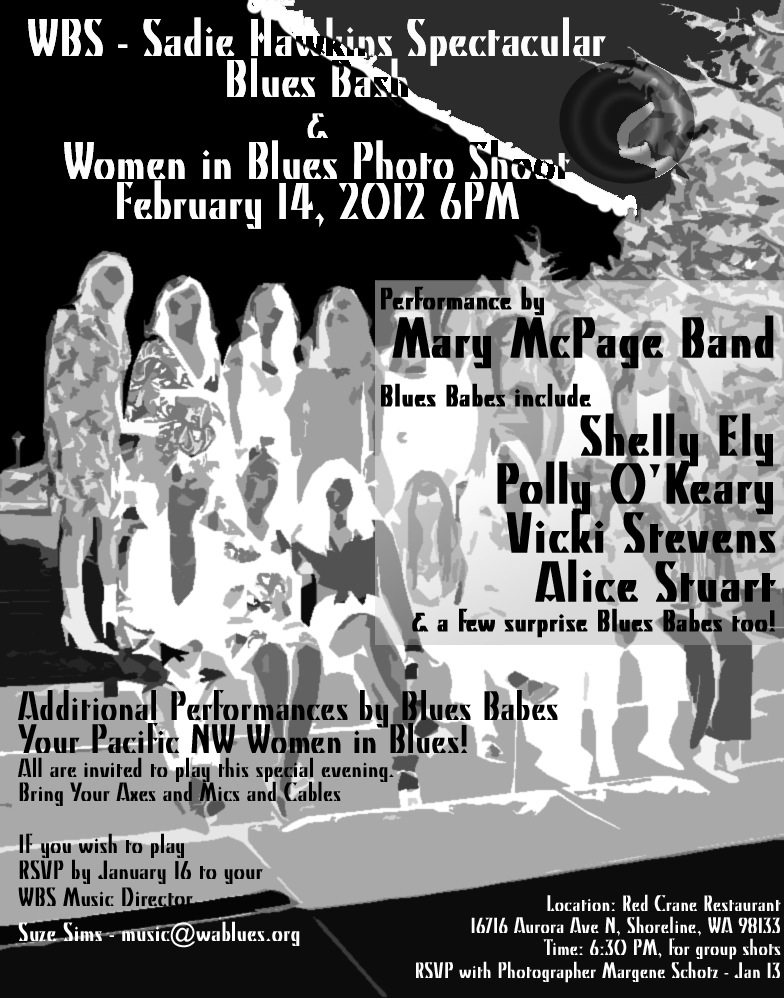 WBS - Sadie Hawkins Spectacular
Blues Bash
&
Women in Blues Photo Shoot
February 14, 2012 6PM
Performance by
Mary McPage Band
Blues Babes include
Shelly Ely
Polly O'Keary
Vicki Stevens
Alice Stuart
& a few surprise Blues Babes too!
Additional Performances by Blues Babes
Your Pacific NW Women in Blues!
All are invited to play this special evening.
Bring Your Axes and Mics and Cables
If you wish to play
RSVP by January 16 to your
WBS Music Director
Suze Sims - music@wablues.org
Location: Red Crane Restaurant
16716 Aurora Ave N, Shoreline, WA 98133
Time: 6:30 PM, for group shots
RSVP with Photographer Margene Schotz - Jan 13